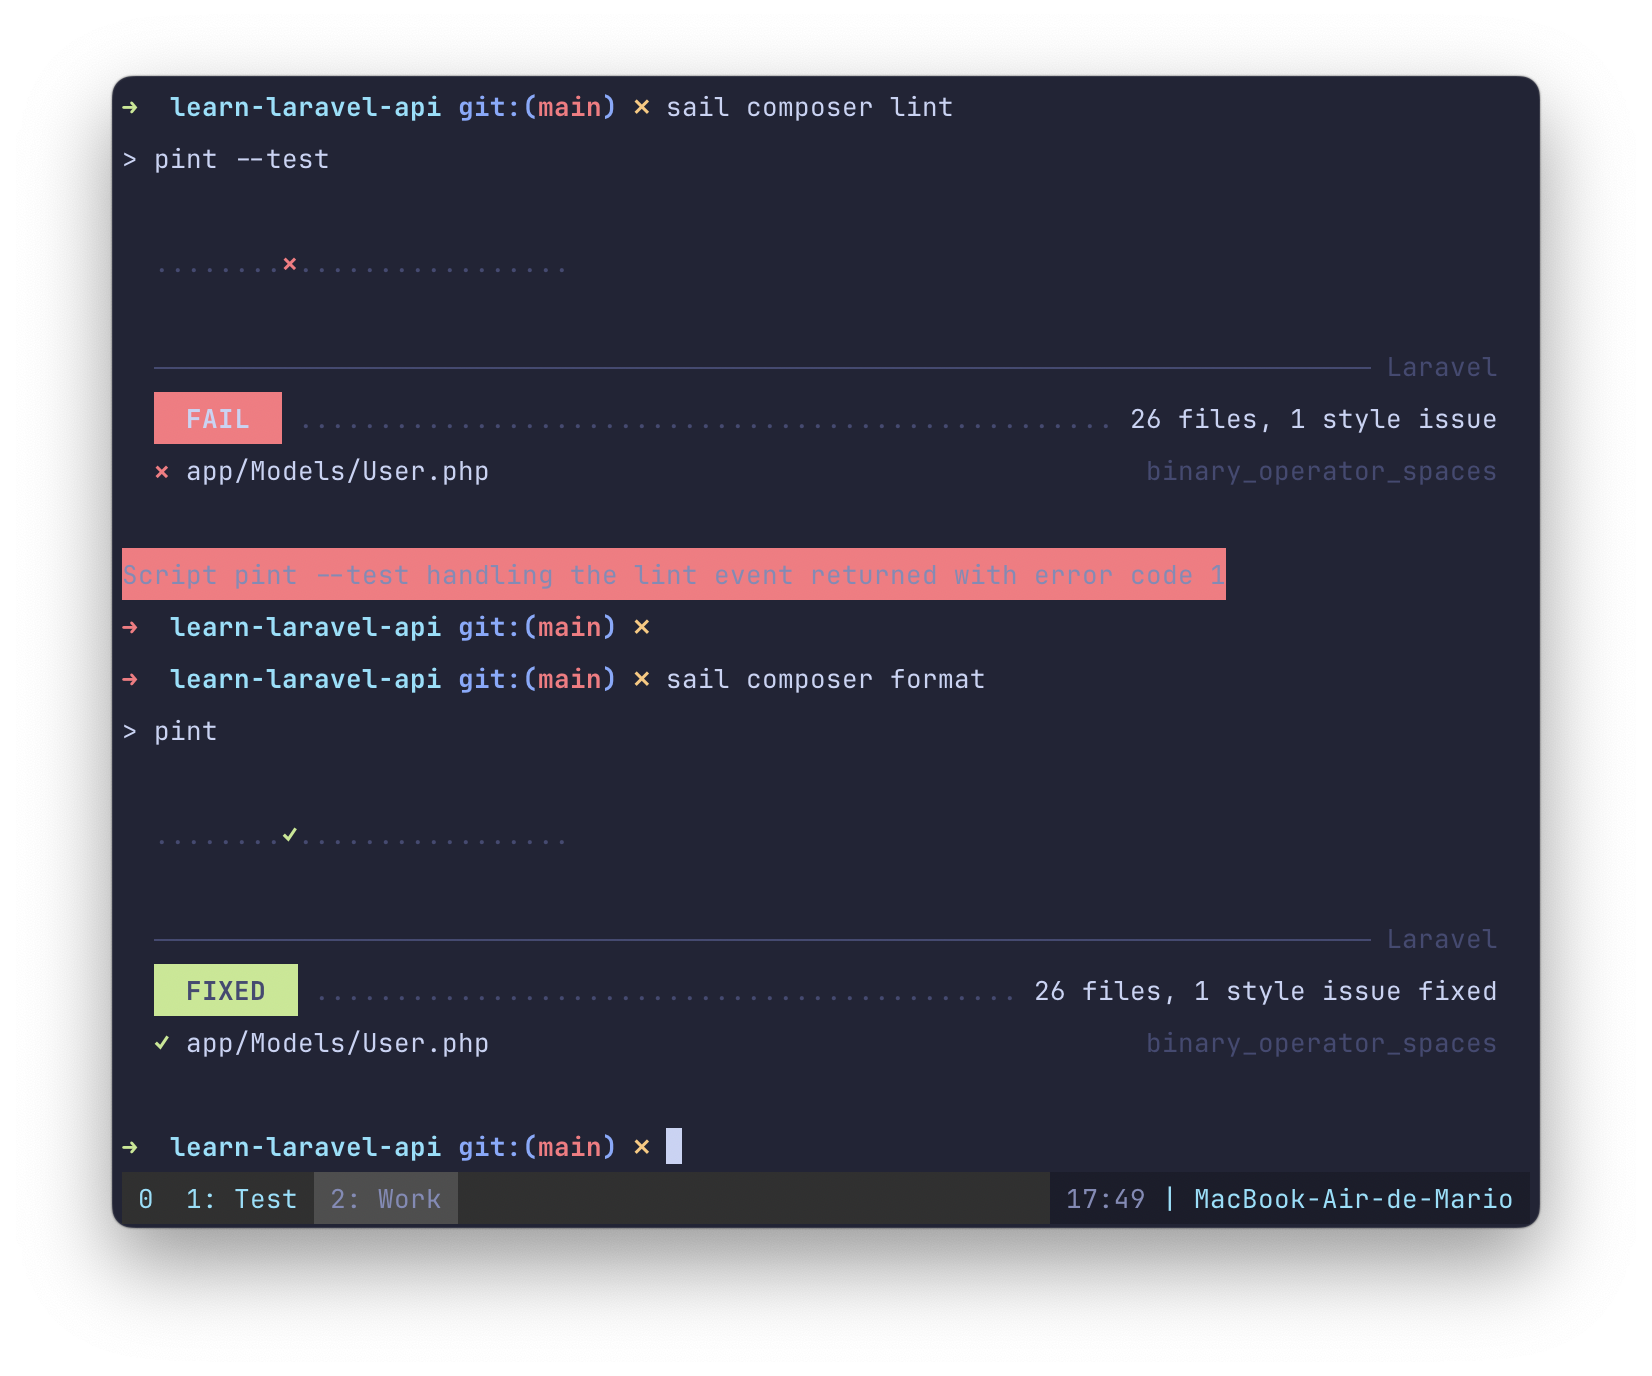 ➜ learn-laravel-api git:(main) ✗ sail composer lint
> pint --test
........⨯.................
Laravel
FAIL ................................................... 26 files, 1 style issue
⨯ app/Models/User.php binary_operator_spaces
Script pint --test handling the lint event returned with error code 1
➜ learn-laravel-api git:(main) ✗
➜ learn-laravel-api git:(main) ✗ sail composer format
> pint
........✓.................
Laravel
FIXED ............................................ 26 files, 1 style issue fixed
✓ app/Models/User.php binary_operator_spaces
➜ learn-laravel-api git:(main) ✗
0 1: Test 2: Work 17:49 | MacBook-Air-de-Mario